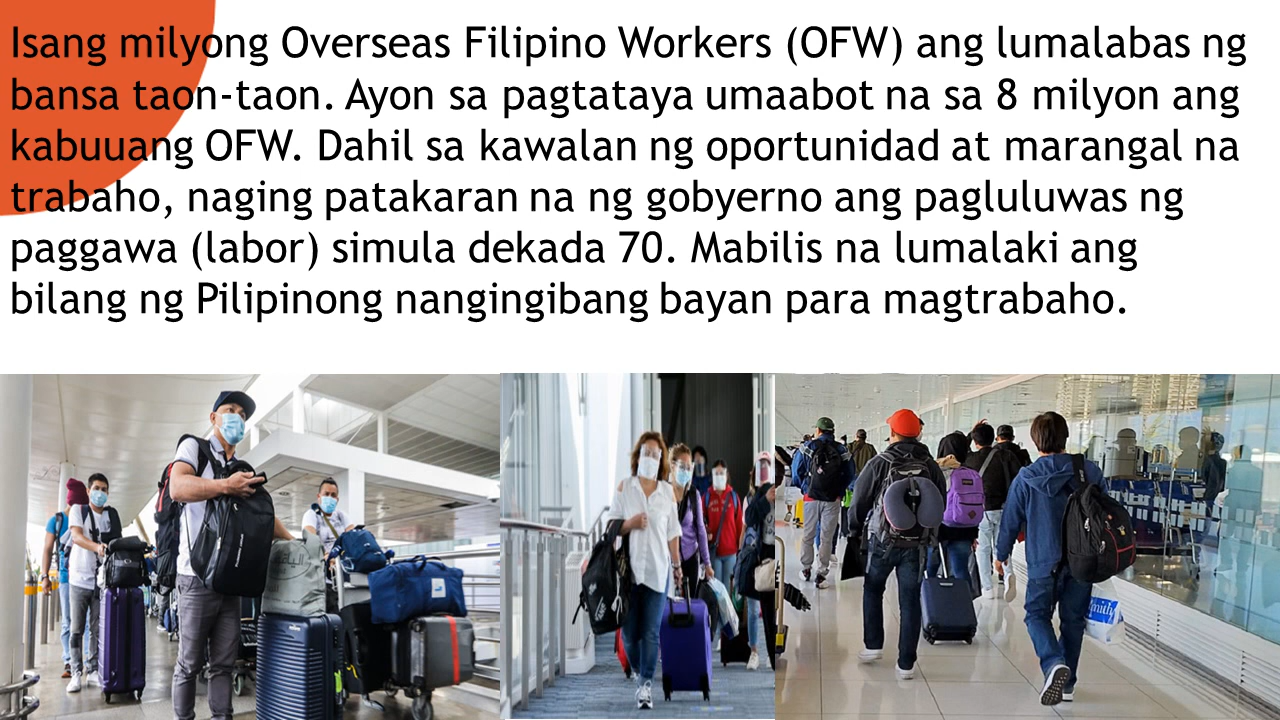 Isang milyong Overseas Filipino Workers (OFW) ang lumalabas ng
bansa taon-taon. Ayon sa pagtataya umaabot na sa 8 milyon ang
kabuuang OFW. Dahil sa kawalan ng oportunidad at marangal na
trabaho, naging patakaran na ng gobyerno ang pagluluwas ng
paggawa (labor) simula dekada 70. Mabilis na lumalaki ang
bilang ng Pilipinong nangingibang bayan para magtrabaho.